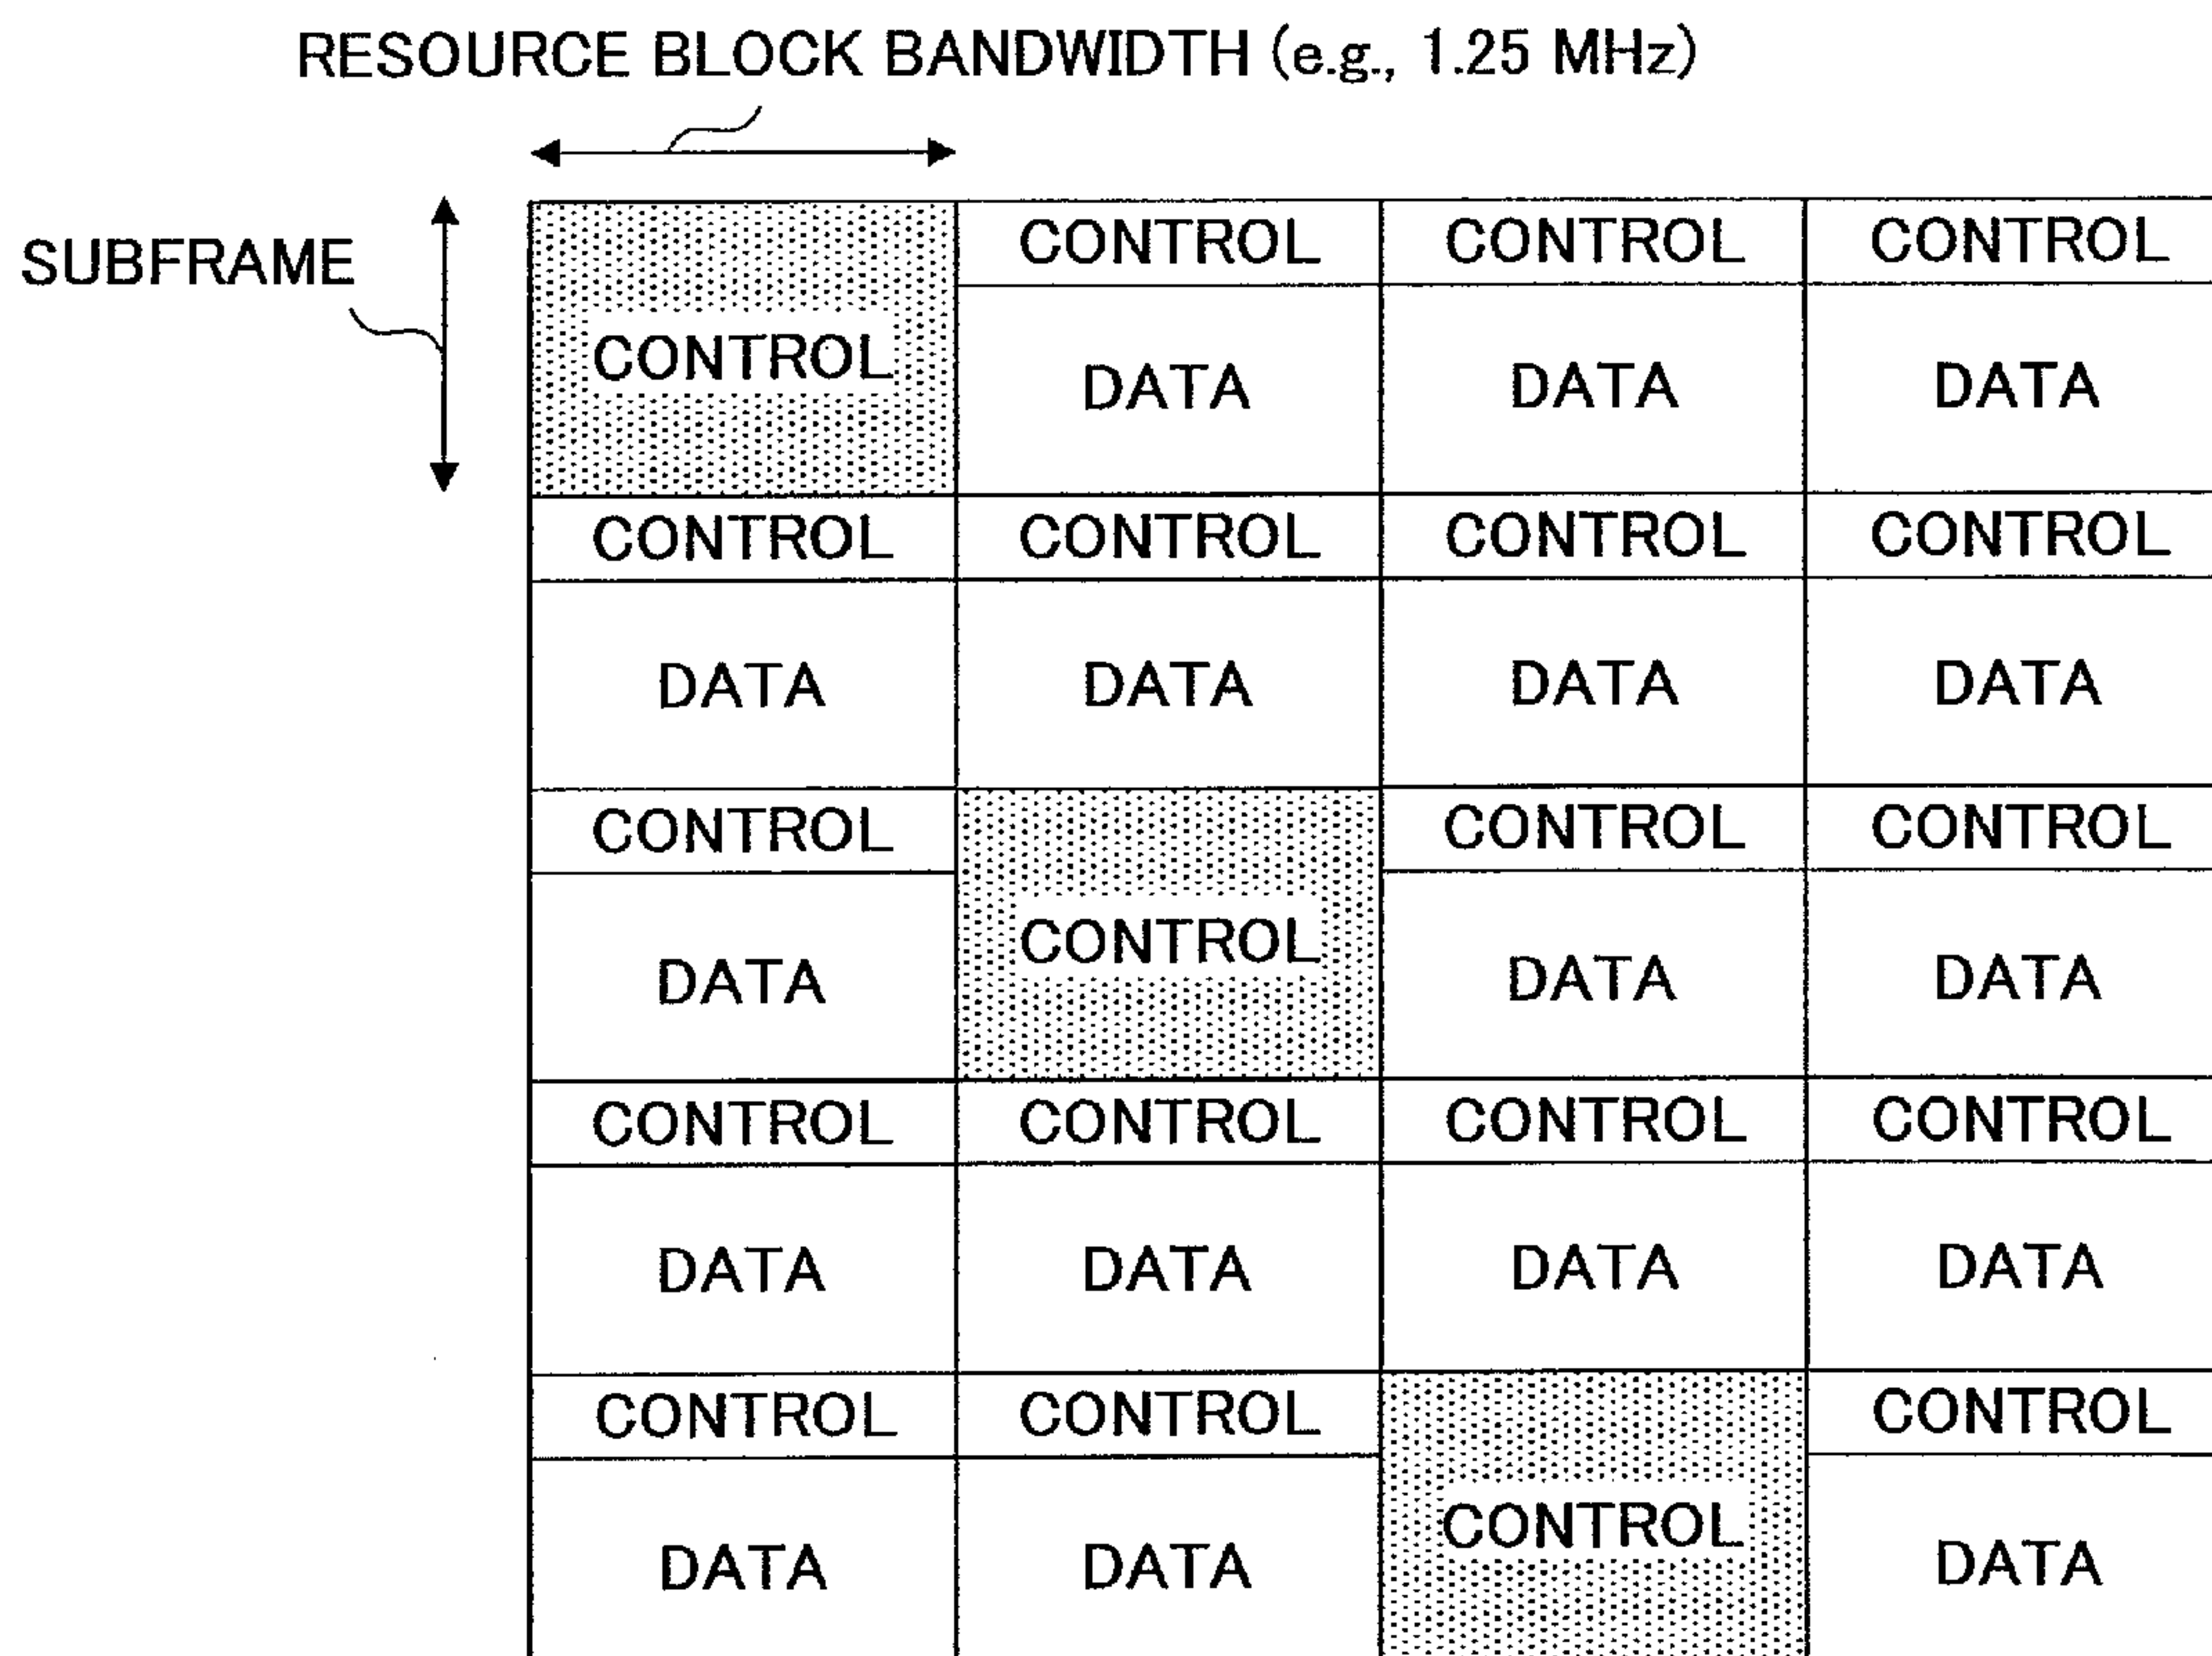 RESOURCE BLOCK BANDWIDTH (e.g., 1.25 MHz)
SUBFRAME
CONTROL CONTROL CONTROL
CONTROL DATA DATA DATA
CONTROL CONTROL CONTROL CONTROL
DATA DATA DATA DATA
CONTROL CONTROL CONTROL
CONTROL
DATA DATA DATA
CONTROL CONTROL CONTROL CONTROL
DATA DATA DATA DATA
CONTROL CONTROL CONTROL
CONTROL
DATA DATA DATA